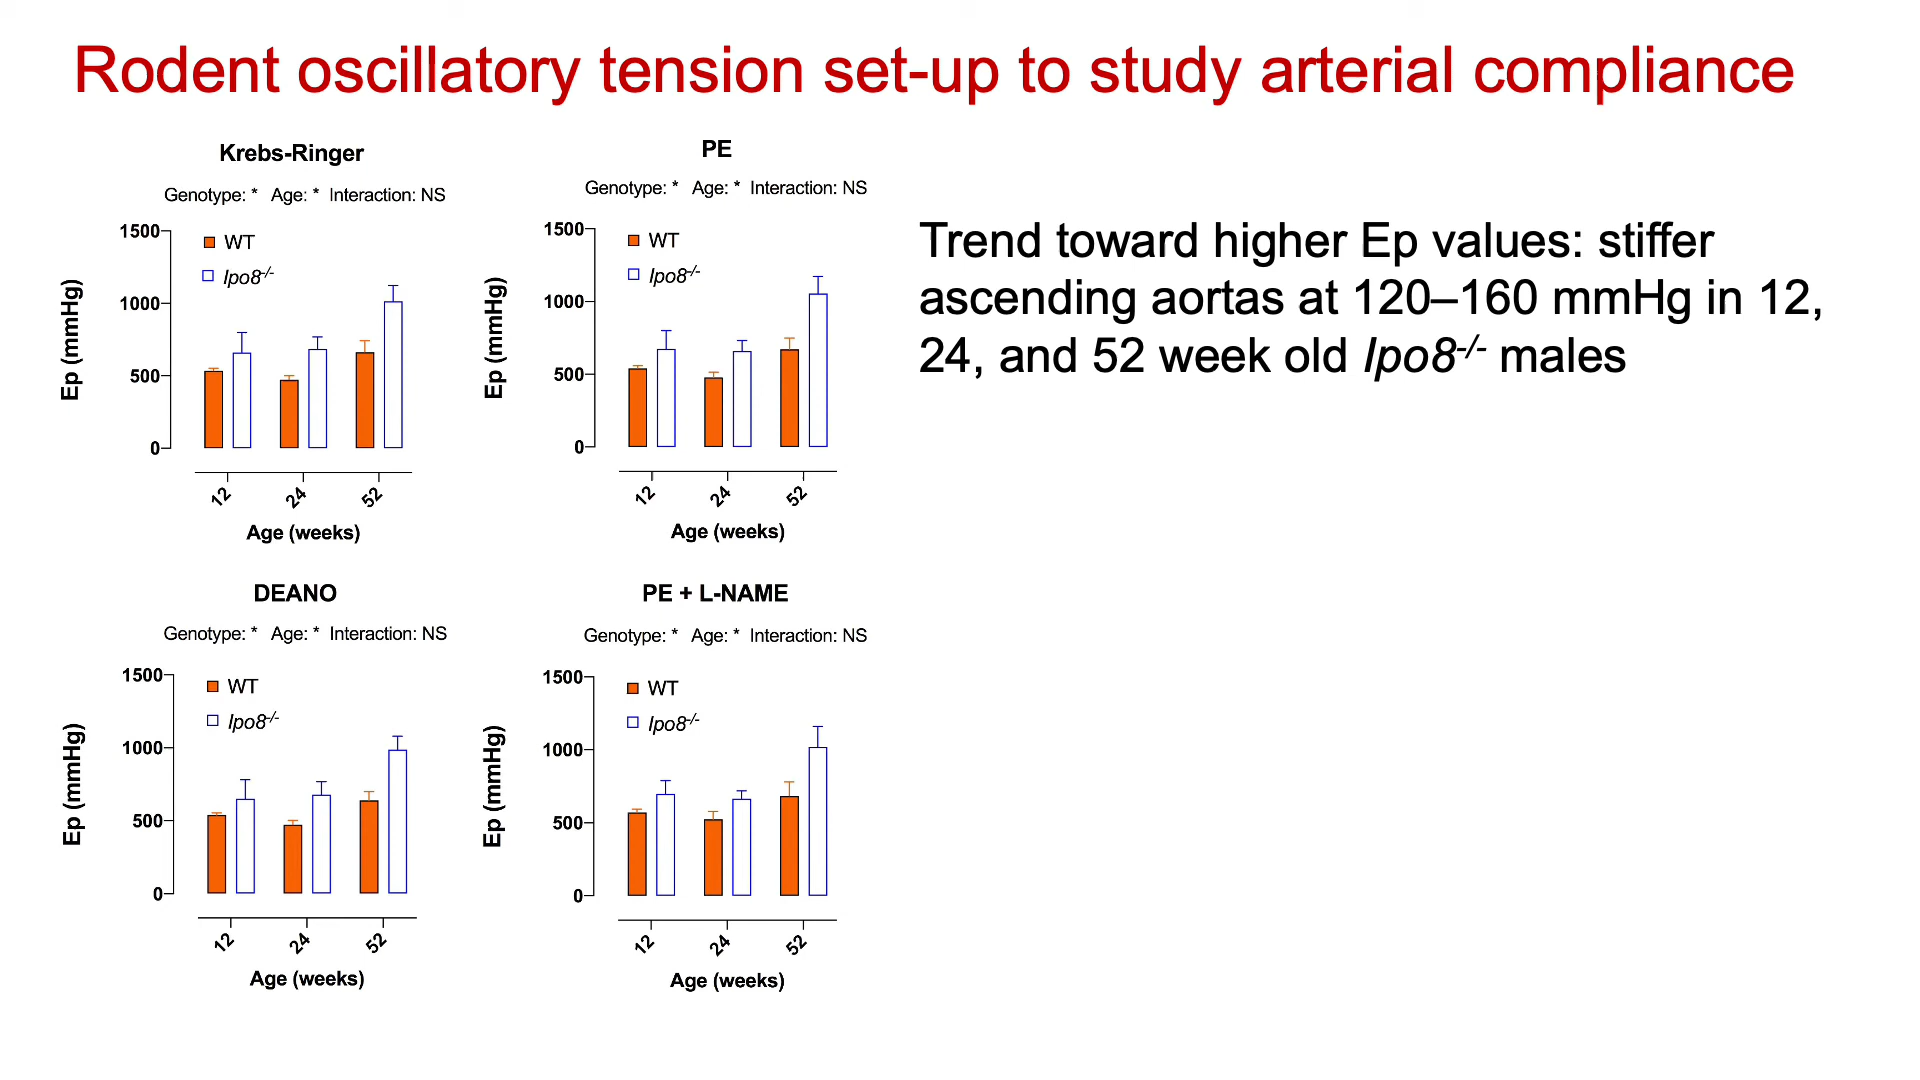 Rodent oscillatory tension set-up to study arterial compliance
Krebs-Ringer
Genotype: * Age: * Interaction: NS
WT
Ipo8-/-
Ep (mmHg)
1500
1000
500
0
12
24
52
Age (weeks)
PE
Genotype: * Age: * Interaction: NS
WT
Ipo8-/-
Ep (mmHg)
1500
1000
500
0
12
24
52
Age (weeks)
Trend toward higher Ep values: stiffer
ascending aortas at 120–160 mmHg in 12,
24, and 52 week old Ipo8-/- males
DEANO
Genotype: * Age: * Interaction: NS
WT
Ipo8-/-
Ep (mmHg)
1500
1000
500
0
12
24
52
Age (weeks)
PE + L-NAME
Genotype: * Age: * Interaction: NS
WT
Ipo8-/-
Ep (mmHg)
1500
1000
500
0
12
24
52
Age (weeks)